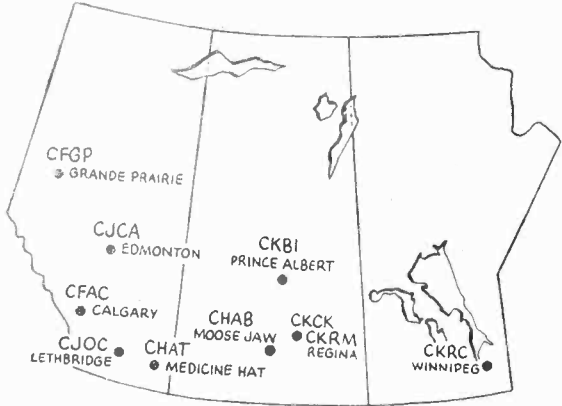 CFGP
GRANDE PRAIRIE
CJCA
EDMONTON
CKBI
PRINCE ALBERT
CFAC
CALGARY
CHAB
MOOSE JAW
CKCK
CKRM
REGINA
CJOC
LETHBRIDGE
CHAT
MEDICINE HAT
CKRC
WINNIPEG